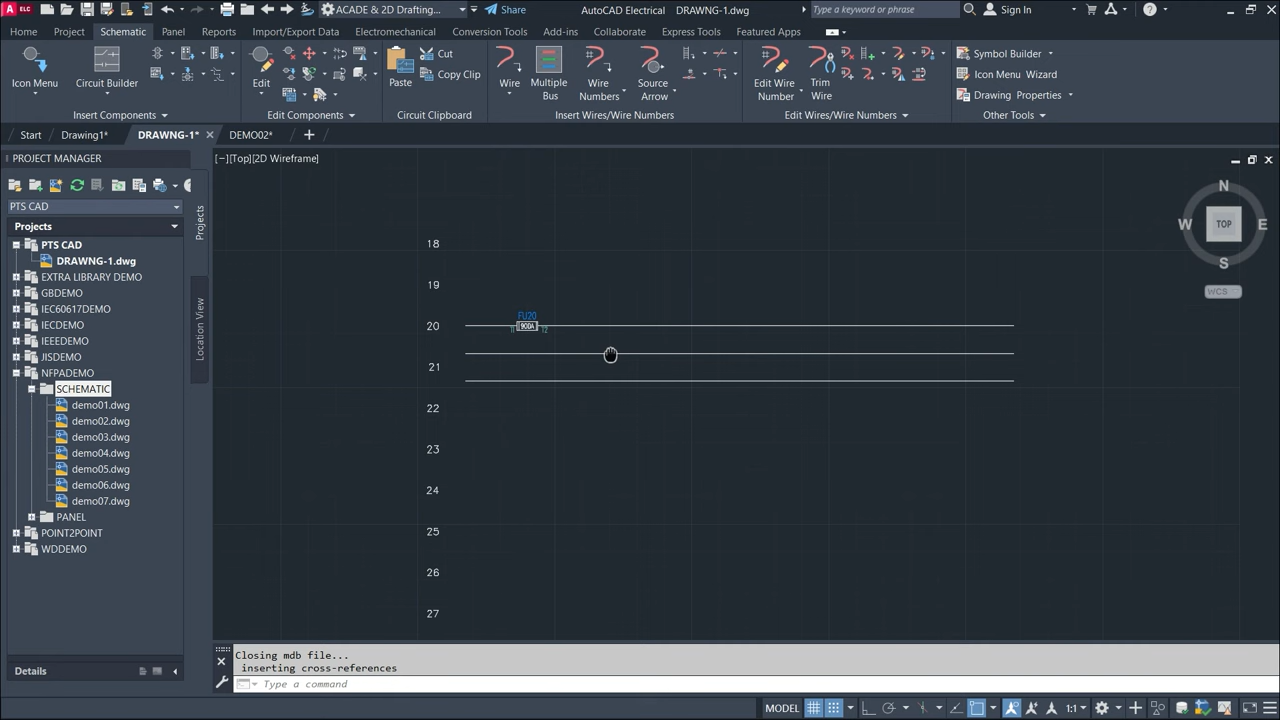 ELC
ACADE & 2D Drafting...
Share
AutoCAD Electrical DRAWNG-1.dwg
Type a keyword or phrase
Sign In
Home Project Schematic Panel Reports Import/Export Data Electromechanical Conversion Tools Add-ins Collaborate Express Tools Featured Apps
Icon Menu
Circuit Builder
Edit
Paste
Cut
Copy Clip
Wire
Multiple
Bus
Wire
Numbers
Source
Arrow
Edit Wire
Number
Trim
Wire
Symbol Builder
Icon Menu Wizard
Drawing Properties
Insert Components
Edit Components
Circuit Clipboard
Insert Wires/Wire Numbers
Edit Wires/Wire Numbers
Other Tools
Start Drawing1* DRAWNG-1* DEMO02*
PROJECT MANAGER
[−][Top][2D Wireframe]
PTS CAD
Projects
PTS CAD
DRAWNG-1.dwg
EXTRA LIBRARY DEMO
GBDEMO
IEC60617DEMO
IECDEMO
IEEEDEMO
JISDEMO
NFPADEMO
SCHEMATIC
demo01.dwg
demo02.dwg
demo03.dwg
demo04.dwg
demo05.dwg
demo06.dwg
demo07.dwg
PANEL
POINT2POINT
WDDEMO
Details
Projects
Location View
18
19
20
FU20
900A
21
22
23
24
25
26
27
N
W TOP E
S
WCS
Closing mdb file...
inserting cross-references
Type a command
MODEL
1:1